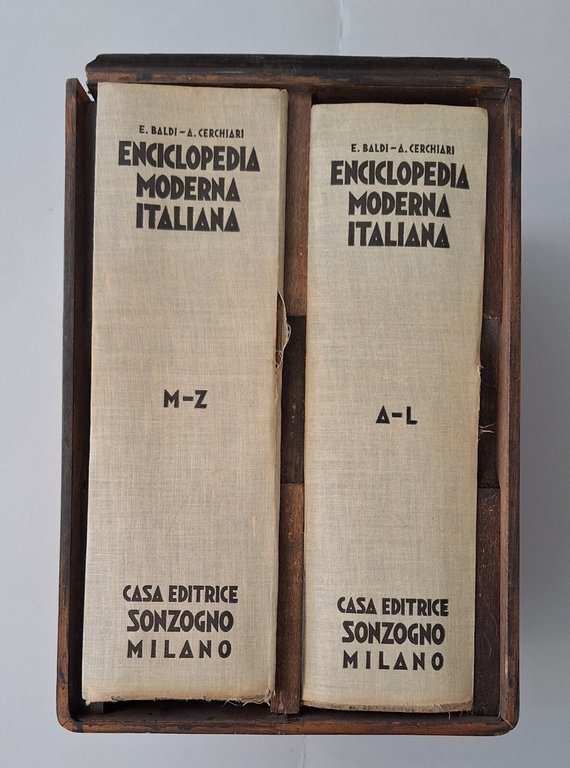 E. BALDI-A. CERCHIARI
ENCICLOPEDIA
MODERNA
ITALIANA
M-Z
CASA EDITRICE
SONZOGNO
MILANO
E. BALDI-A. CERCHIARI
ENCICLOPEDIA
MODERNA
ITALIANA
A-L
CASA EDITRICE
SONZOGNO
MILANO